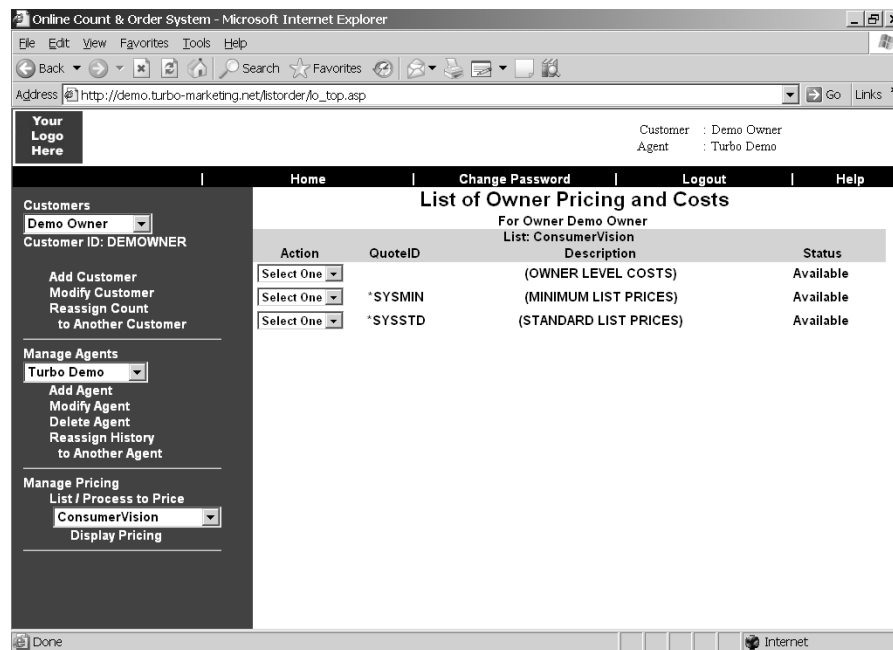 Online Count & Order System - Microsoft Internet Explorer
File Edit View Favorites Tools Help
Back Search Favorites
Address http://demo.turbo-marketing.net/listorder/lo_top.asp Go Links
Your
Logo
Here
Customer : Demo Owner
Agent : Turbo Demo
| Home | Change Password | Logout | Help
Customers
Demo Owner
Customer ID: DEMOWNER
Add Customer
Modify Customer
Reassign Count
to Another Customer
Manage Agents
Turbo Demo
Add Agent
Modify Agent
Delete Agent
Reassign History
to Another Agent
Manage Pricing
List / Process to Price
ConsumerVision
Display Pricing
List of Owner Pricing and Costs
For Owner Demo Owner
List: ConsumerVision
Action QuoteID Description Status
Select One (OWNER LEVEL COSTS) Available
Select One *SYSMIN (MINIMUM LIST PRICES) Available
Select One *SYSSTD (STANDARD LIST PRICES) Available
Done Internet